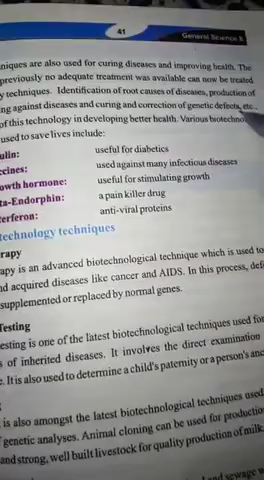 41
General Science 8
niques are also used for curing diseases and improving health. The
previously no adequate treatment was available can now be treated
y techniques. Identification of root causes of diseases, production of
ng against diseases and curing and correction of genetic defects, etc.,
of this technology in developing better health. Various biotechno
used to save lives include:
ulin: useful for diabetics
ccines: used against many infectious diseases
owth hormone: useful for stimulating growth
ta-Endorphin: a pain killer drug
terferon: anti-viral proteins
technology techniques
rapy
apy is an advanced biotechnological technique which is used to
nd acquired diseases like cancer and AIDS. In this process, def
supplemented or replaced by normal genes.
Testing
esting is one of the latest biotechnological techniques used for
s of inherited diseases. It involves the direct examination
e. It is also used to determine a child's paternity or a person's anc
is also amongst the latest biotechnological techniques used
genetic analyses. Animal cloning can be used for productio
and strong, well built livestock for quality production of milk,
and sewage w